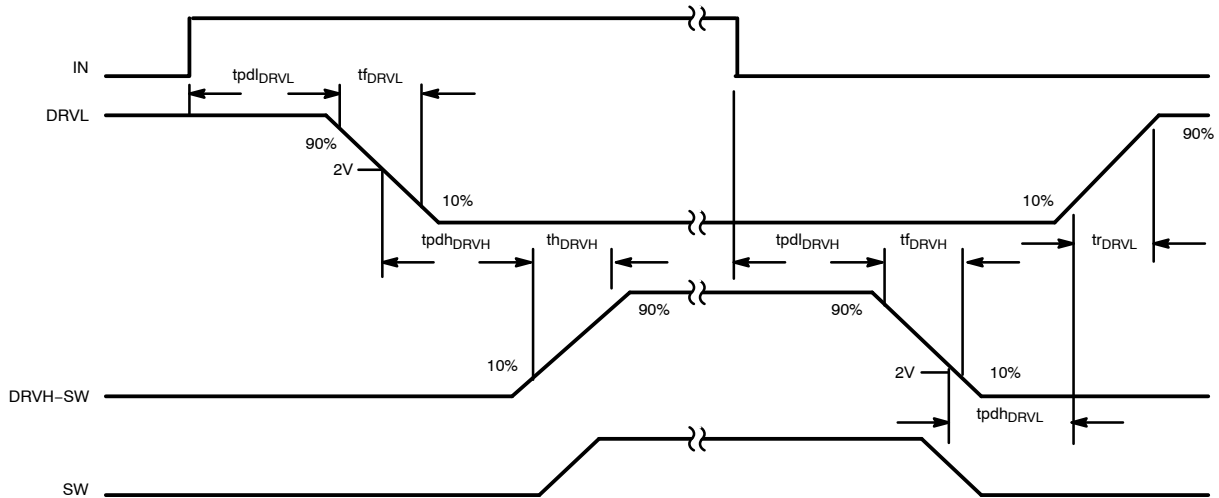 IN
tpdlDRVL
tfDRVL
DRVL
90%
2V
10%
10%
90%
tpdhDRVH
thDRVH
tpdlDRVH
tfDRVH
trDRVL
90%
90%
10%
2V
10%
DRVH−SW
tpdhDRVL
SW